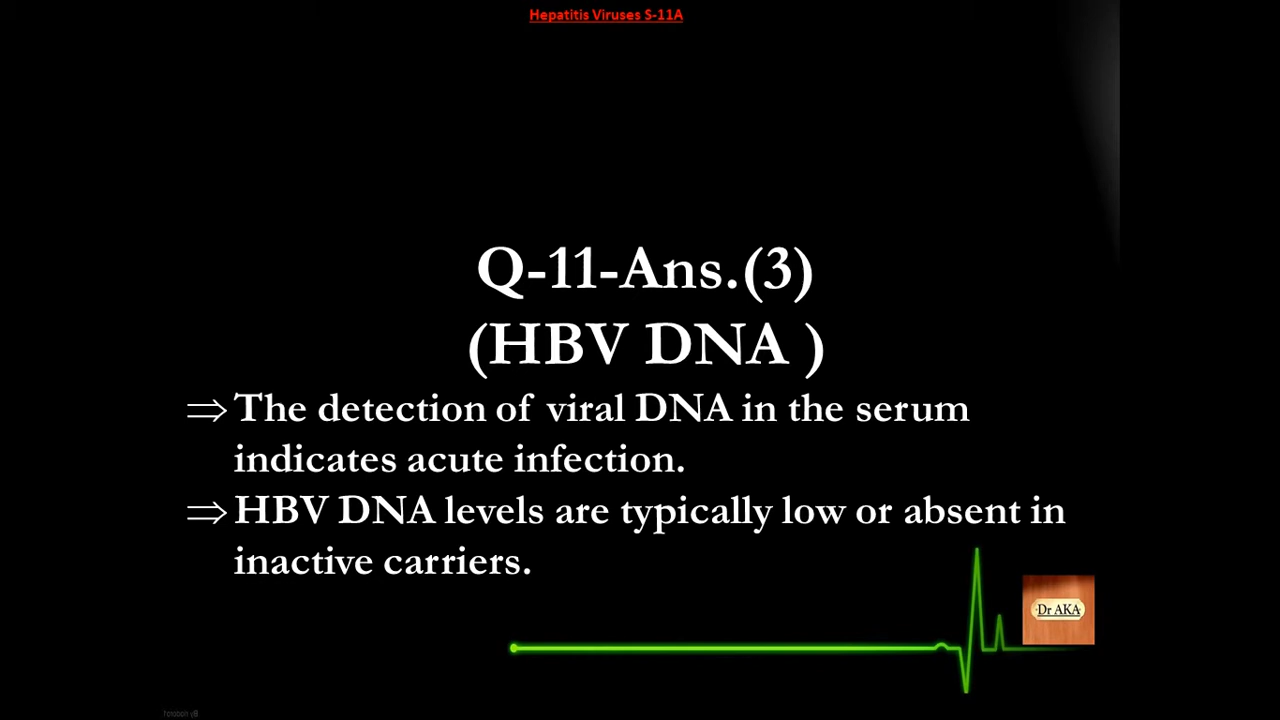 Hepatitis Viruses S-11A
Q-11-Ans.(3)
(HBV DNA )
⇒The detection of viral DNA in the serum
indicates acute infection.
⇒HBV DNA levels are typically low or absent in
inactive carriers.
Dr AKA